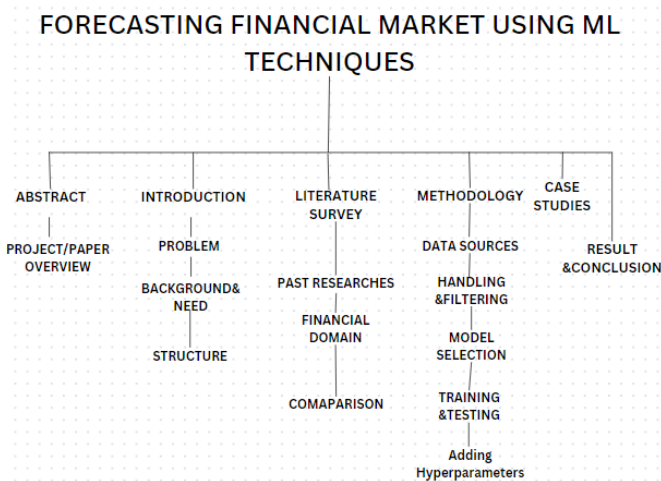 FORECASTING FINANCIAL MARKET USING ML
TECHNIQUES
ABSTRACT
PROJECT/PAPER
OVERVIEW
INTRODUCTION
PROBLEM
BACKGROUND&
NEED
STRUCTURE
LITERATURE
SURVEY
PAST RESEARCHES
FINANCIAL
DOMAIN
COMAPARISON
METHODOLOGY
DATA SOURCES
HANDLING
&FILTERING
MODEL
SELECTION
TRAINING
&TESTING
Adding
Hyperparameters
CASE
STUDIES
RESULT
&CONCLUSION